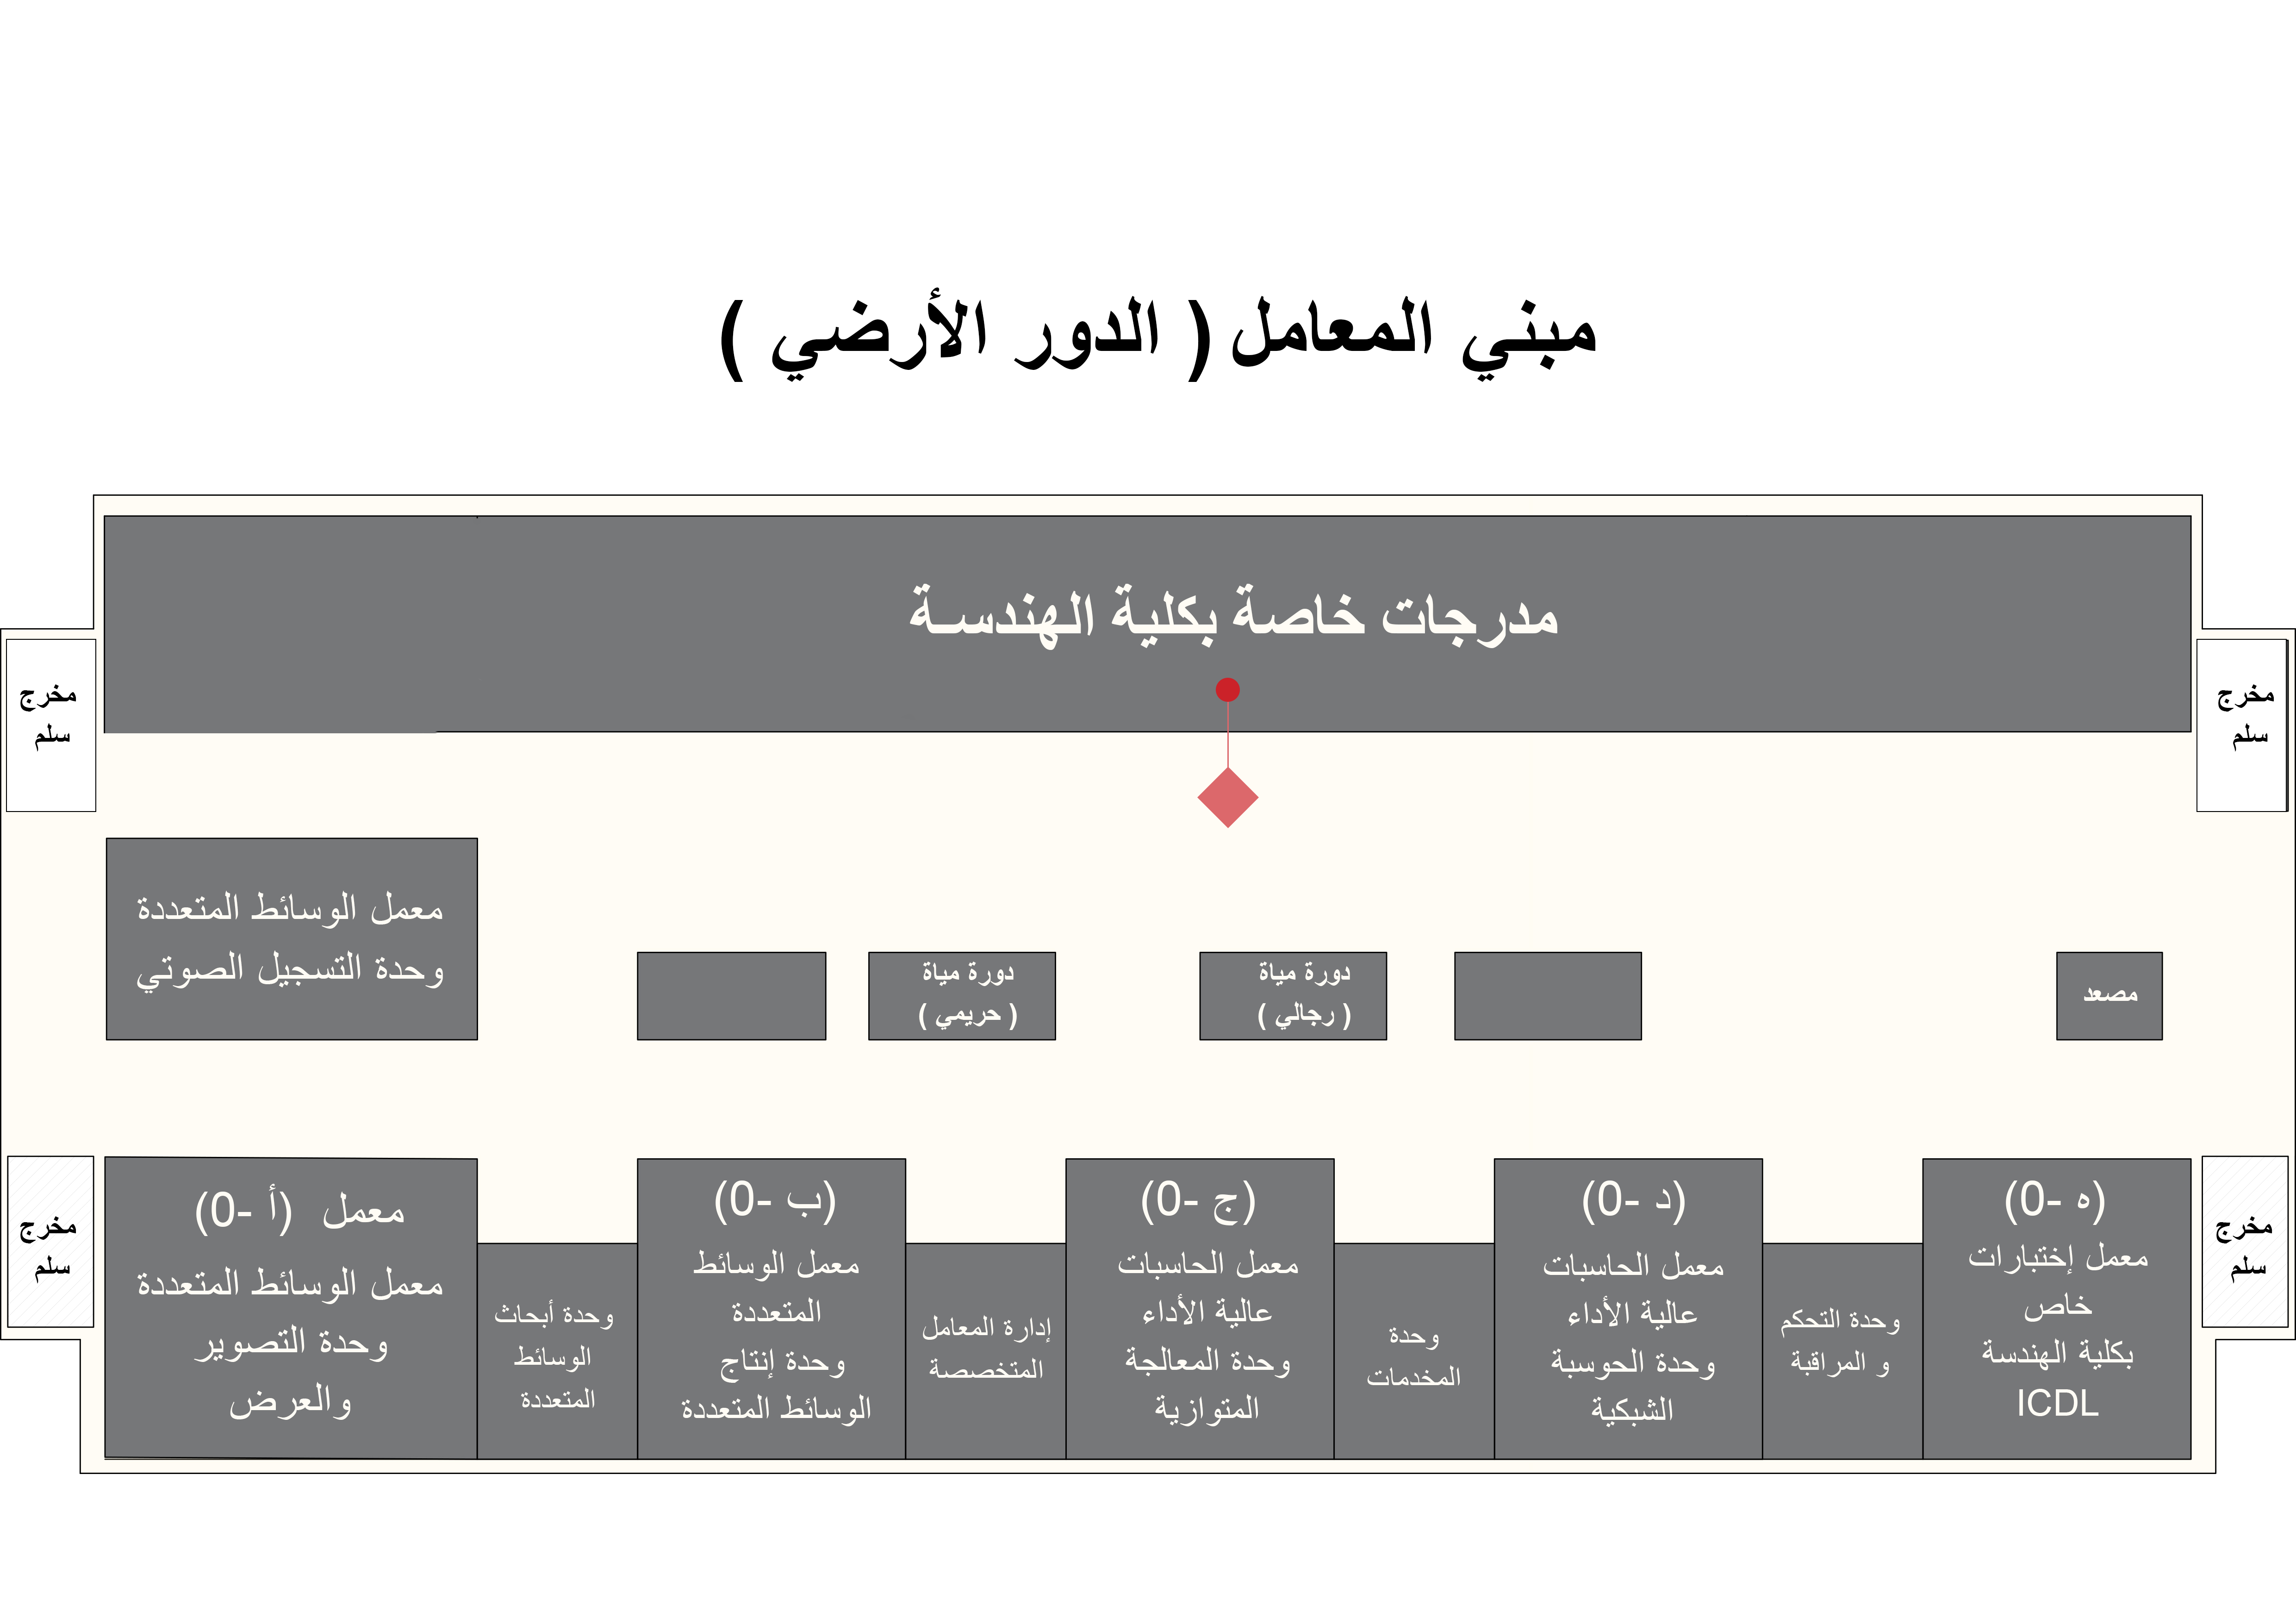 مبني المعامل ( الدور الأرضي )
مدرجات خاصة بكلية الهندسة
مخرج
سلم
مخرج
سلم
مصعد
دورة مياة
( رجالي )
دورة مياة
( حريمي )
معمل الوسائط المتعددة
وحدة التسجيل الصوتي
مخرج
سلم
(ه -0)
معمل إختبارات
خاص
بكلية الهندسة
ICDL
وحدة التحكم
و المراقبة
(د -0)
معمل الحاسبات
عالية الأداء
وحدة الحوسبة
الشبكية
وحدة
المخدمات
(ج -0)
معمل الحاسبات
عالية الأداء
وحدة المعالجة
المتوازية
إدارة المعامل
المتخصصة
(ب -0)
معمل الوسائط
المتعددة
وحدة إنتاج
الوسائط المتعددة
وحدة أبحاث
الوسائط
المتعددة
معمل (أ -0)
معمل الوسائط المتعددة
وحدة التصوير
والعرض
مخرج
سلم